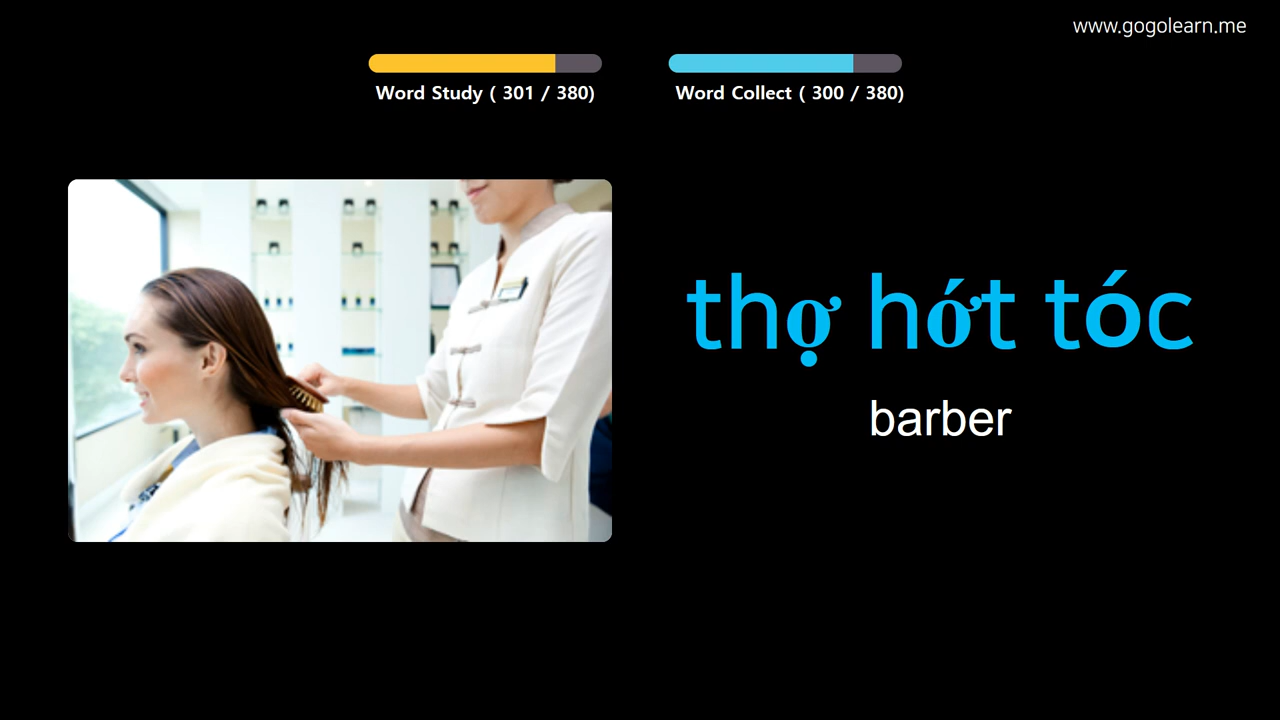 www.gogolearn.me
Word Study ( 301 / 380)
Word Collect ( 300 / 380)
thợ hớt tóc
barber